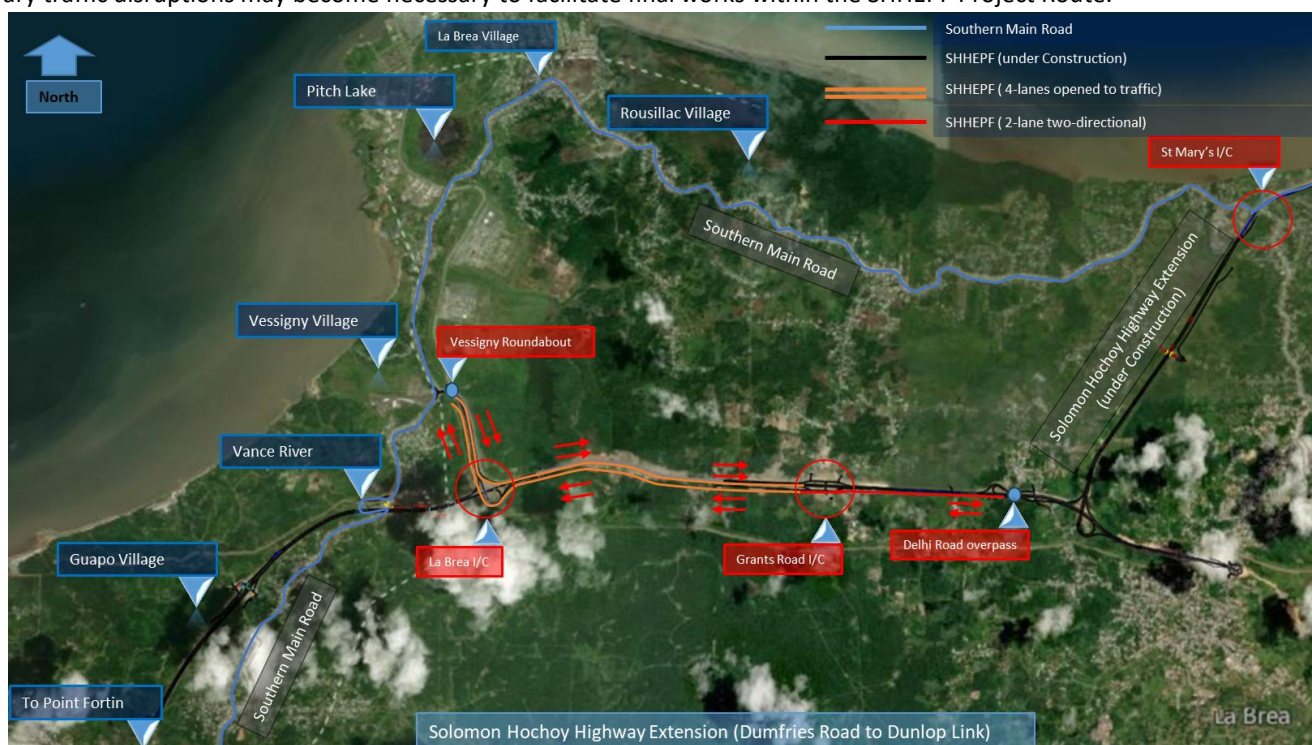 ary traffic disruptions may become necessary to facilitate final works within the SHHEPF Project Route.
North
La Brea Village
Pitch Lake
Rousillac Village
Southern Main Road
SHHEPF (under Construction)
SHHEPF ( 4-lanes opened to traffic)
SHHEPF ( 2-lane two-directional)
St Mary's I/C
Southern Main Road
Solomon Hochoy Highway Extension
(under Construction)
Vessigny Village
Vessigny Roundabout
Vance River
Guapo Village
La Brea I/C
Grants Road I/C
Delhi Road overpass
Southern Main Road
To Point Fortin
Solomon Hochoy Highway Extension (Dumfries Road to Dunlop Link)
La Brea